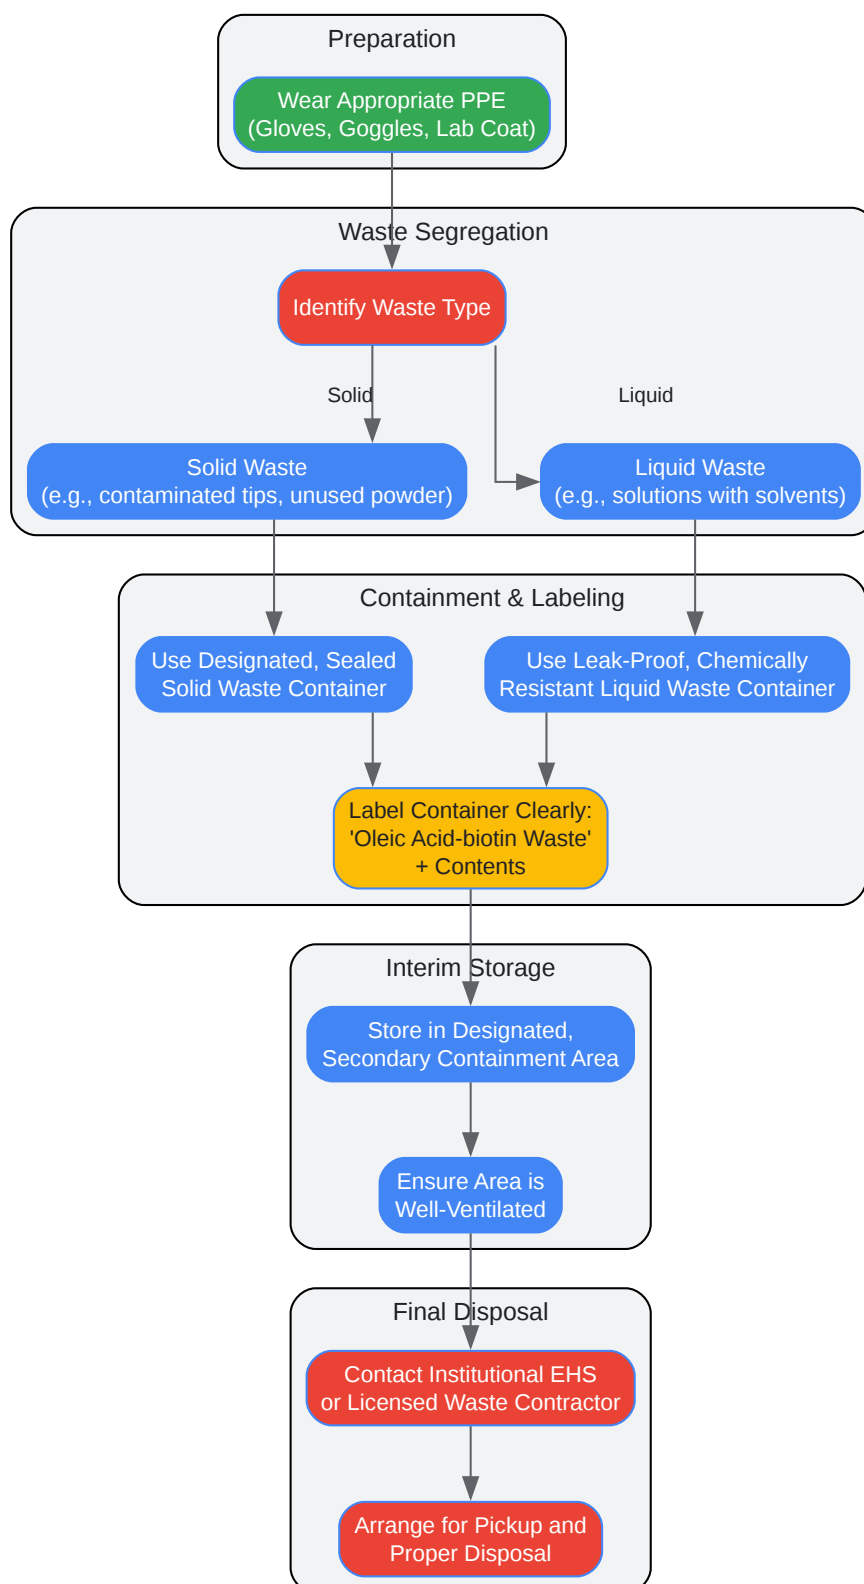 Preparation
Wear Appropriate PPE
(Gloves, Goggles, Lab Coat)
Waste Segregation
Identify Waste Type
Solid
Liquid
Solid Waste
(e.g., contaminated tips, unused powder)
Liquid Waste
(e.g., solutions with solvents)
Containment & Labeling
Use Designated, Sealed
Solid Waste Container
Use Leak-Proof, Chemically
Resistant Liquid Waste Container
Label Container Clearly:
'Oleic Acid-biotin Waste'
+ Contents
Interim Storage
Store in Designated,
Secondary Containment Area
Ensure Area is
Well-Ventilated
Final Disposal
Contact Institutional EHS
or Licensed Waste Contractor
Arrange for Pickup and
Proper Disposal